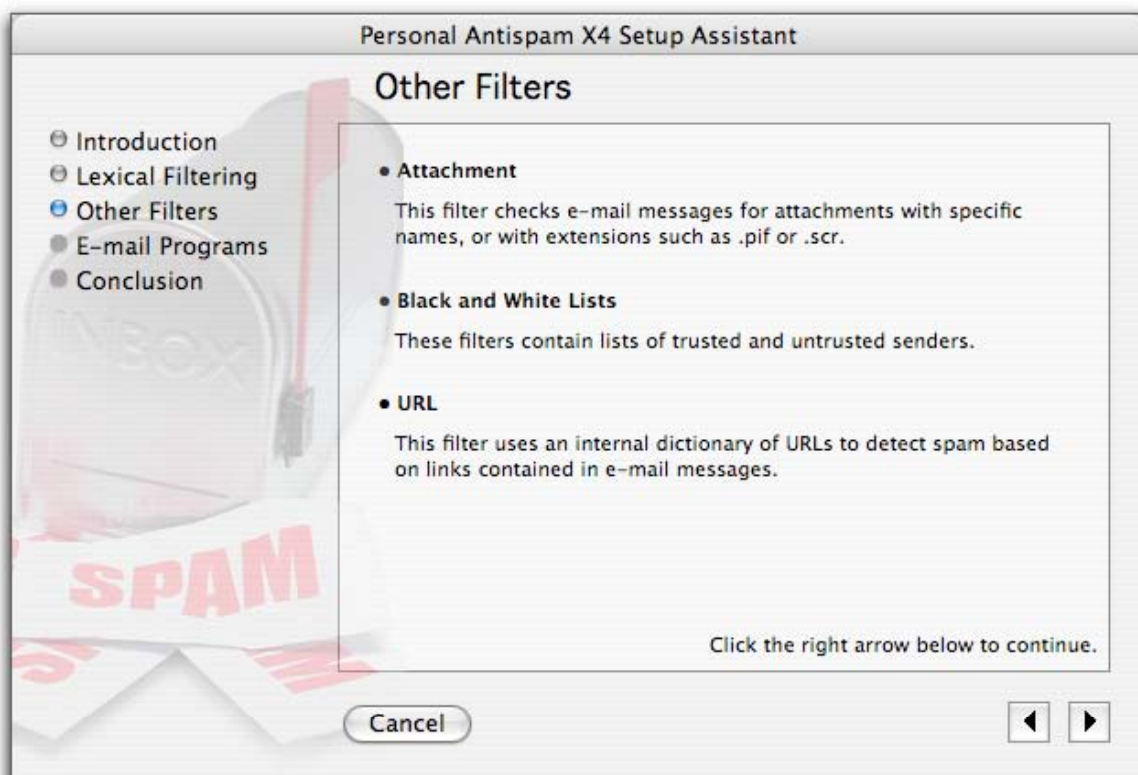 Personal Antispam X4 Setup Assistant
Other Filters
Introduction
Lexical Filtering
Other Filters
E-mail Programs
Conclusion
• Attachment
This filter checks e-mail messages for attachments with specific
names, or with extensions such as .pif or .scr.
• Black and White Lists
These filters contain lists of trusted and untrusted senders.
• URL
This filter uses an internal dictionary of URLs to detect spam based
on links contained in e-mail messages.
Click the right arrow below to continue.
INBOX
SPAM
Cancel